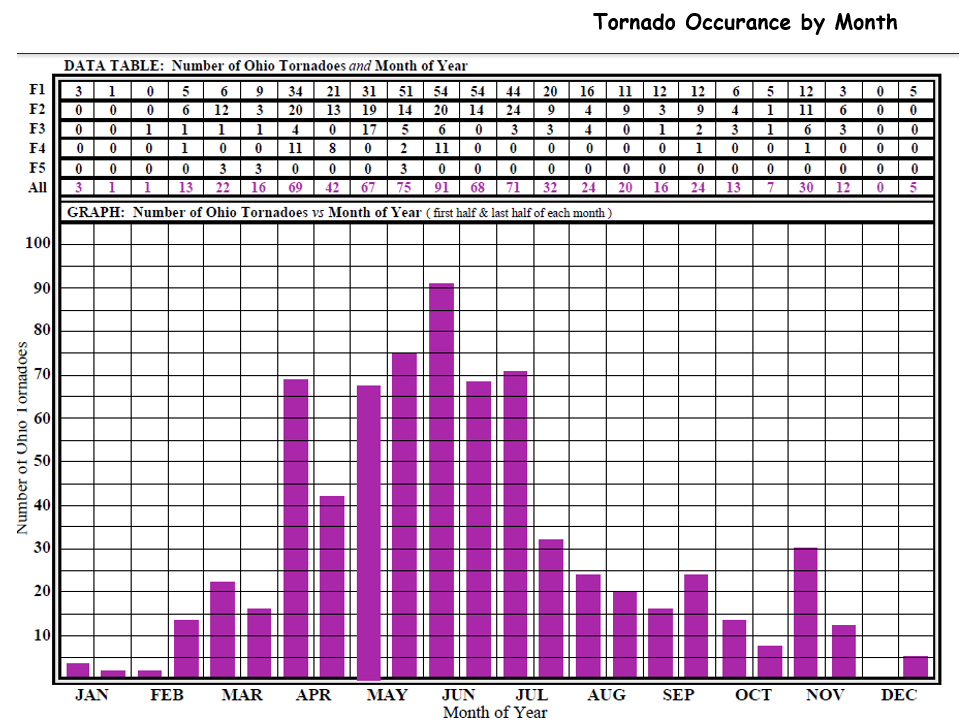 Tornado Occurance by Month
DATA TABLE: Number of Ohio Tornadoes and Month of Year
F1 3 1 0 5 6 9 34 21 31 51 54 54 44 20 16 11 12 12 6 5 12 3 0 5
F2 0 0 0 6 12 3 20 13 19 14 20 14 24 9 4 9 3 9 4 1 11 6 0 0
F3 0 0 1 1 1 1 4 0 17 5 6 0 3 3 4 0 1 2 3 1 6 3 0 0
F4 0 0 0 1 0 0 11 8 0 2 11 0 0 0 0 0 0 1 0 0 1 0 0 0
F5 0 0 0 0 3 3 0 0 0 3 0 0 0 0 0 0 0 0 0 0 0 0 0 0
All 3 1 1 13 22 16 69 42 67 75 91 68 71 32 24 20 16 24 13 7 30 12 0 5
GRAPH: Number of Ohio Tornadoes vs Month of Year ( first half & last half of each month )
100
90
80
70
60
50
40
30
20
10
Number of Ohio Tornadoes
JAN FEB MAR APR MAY JUN JUL AUG SEP OCT NOV DEC
Month of Year